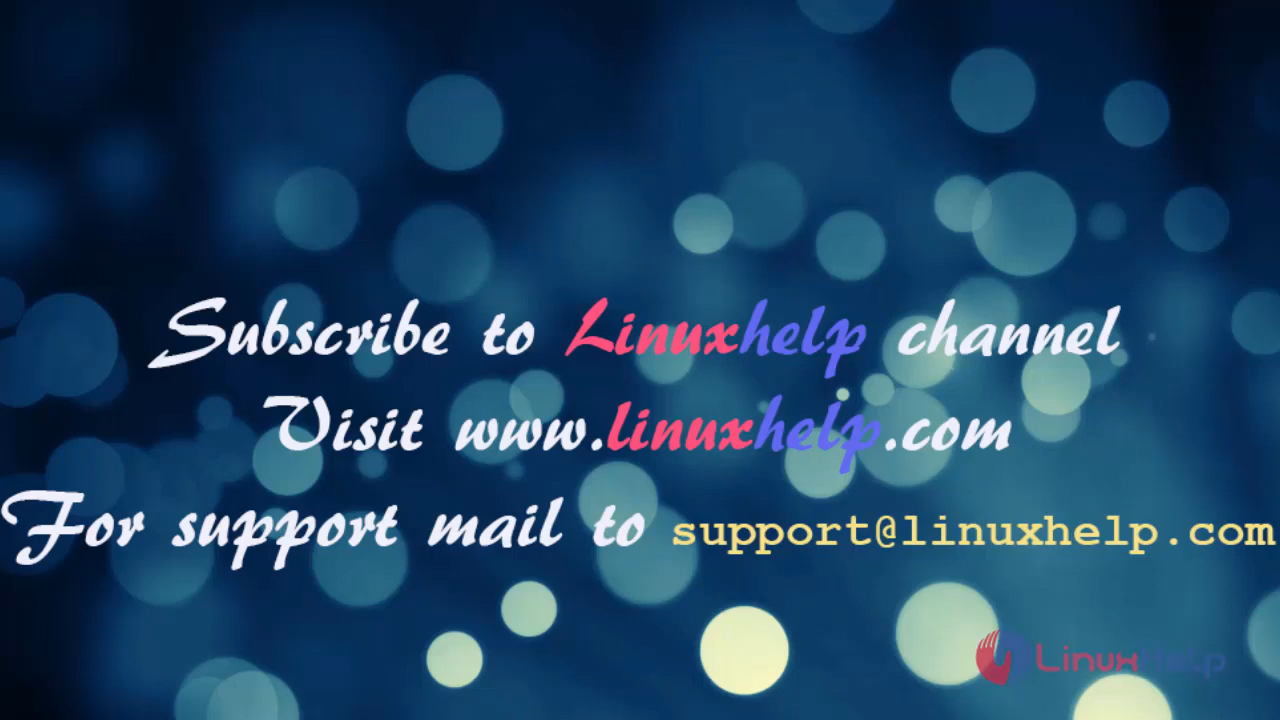 Subscribe to Linuxhelp channel
Visit www.linuxhelp.com
For support mail to support@linuxhelp.com
LinuxHelp